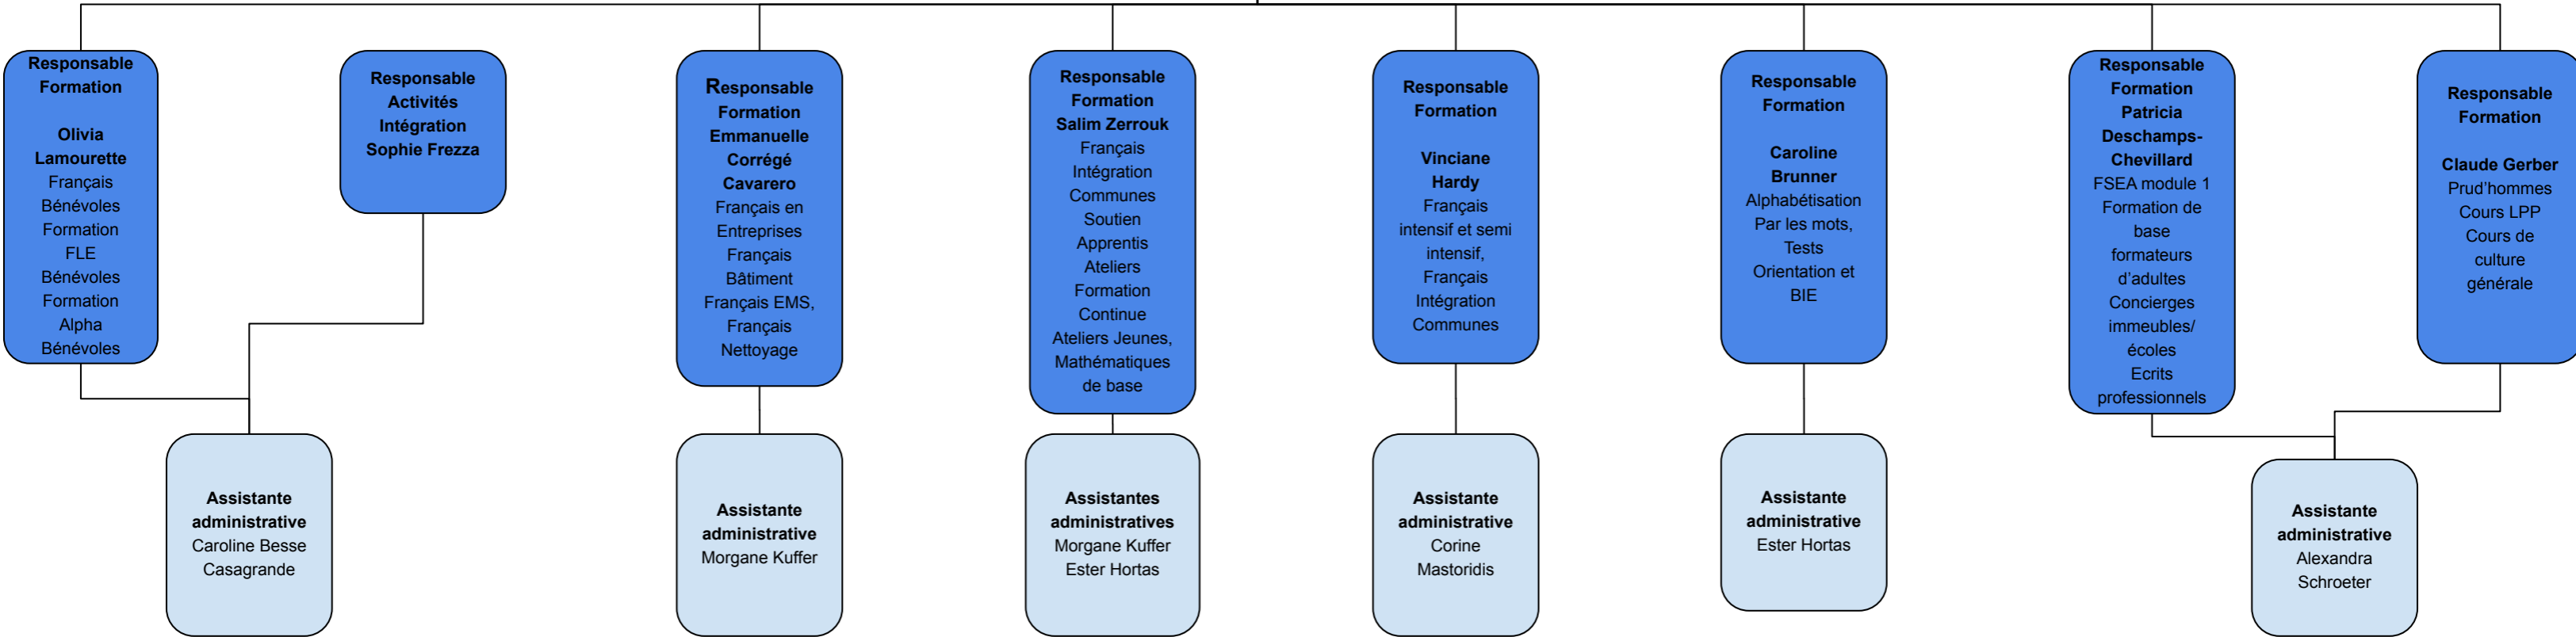 Responsable
Formation
Olivia
Lamourette
Français
Bénévoles
Formation
FLE
Bénévoles
Formation
Alpha
Bénévoles
Responsable
Activités
Intégration
Sophie Frezza
Responsable
Formation
Emmanuelle
Corrégé
Cavarero
Français en
Entreprises
Français
Bâtiment
Français EMS,
Français
Nettoyage
Responsable
Formation
Salim Zerrouk
Français
Intégration
Communes
Soutien
Apprentis
Ateliers
Formation
Continue
Ateliers Jeunes,
Mathématiques
de base
Responsable
Formation
Vinciane
Hardy
Français
intensif et semi
intensif,
Français
Intégration
Communes
Responsable
Formation
Caroline
Brunner
Alphabétisation
Par les mots,
Tests
Orientation et
BIE
Responsable
Formation
Patricia
Deschamps-
Chevillard
FSEA module 1
Formation de
base
formateurs
d'adultes
Concierges
immeubles/
écoles
Ecrits
professionnels
Responsable
Formation
Claude Gerber
Prud'hommes
Cours LPP
Cours de
culture
générale
Assistante
administrative
Caroline Besse
Casagrande
Assistante
administrative
Morgane Kuffer
Assistantes
administratives
Morgane Kuffer
Ester Hortas
Assistante
administrative
Corine
Mastoridis
Assistante
administrative
Ester Hortas
Assistante
administrative
Alexandra
Schroeter